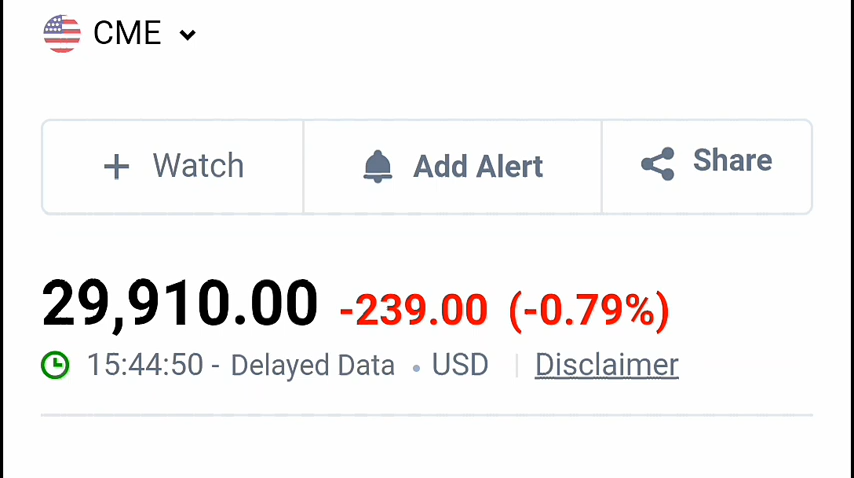 CME
Watch Add Alert Share
29,910.00 -239.00 (-0.79%)
15:44:50 - Delayed Data • USD | Disclaimer